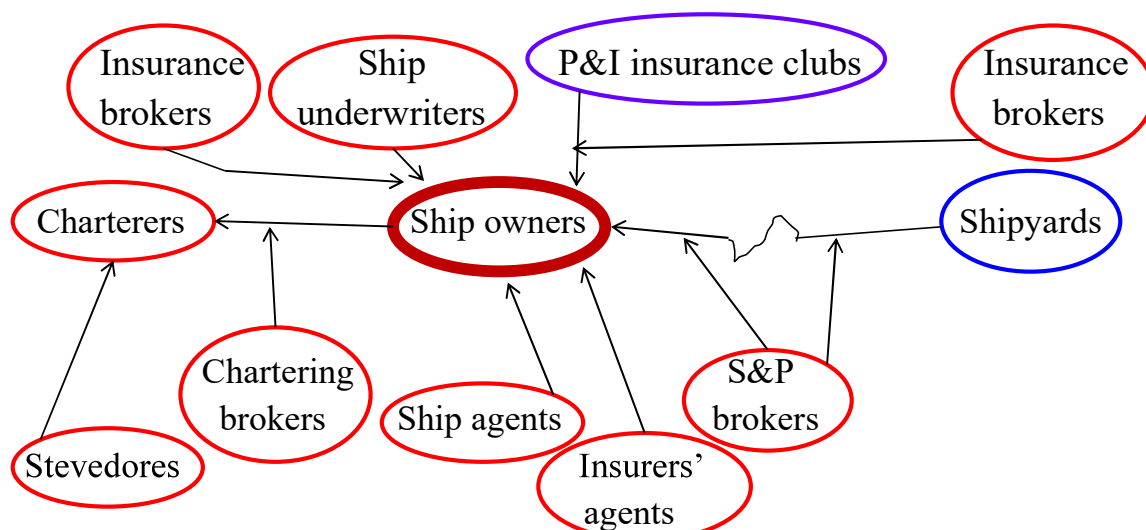 Insurance
brokers
Ship
underwriters
P&I insurance clubs
Insurance
brokers
Charterers
Ship owners
Shipyards
Chartering
brokers
Ship agents
S&P
brokers
Stevedores
Insurers’
agents